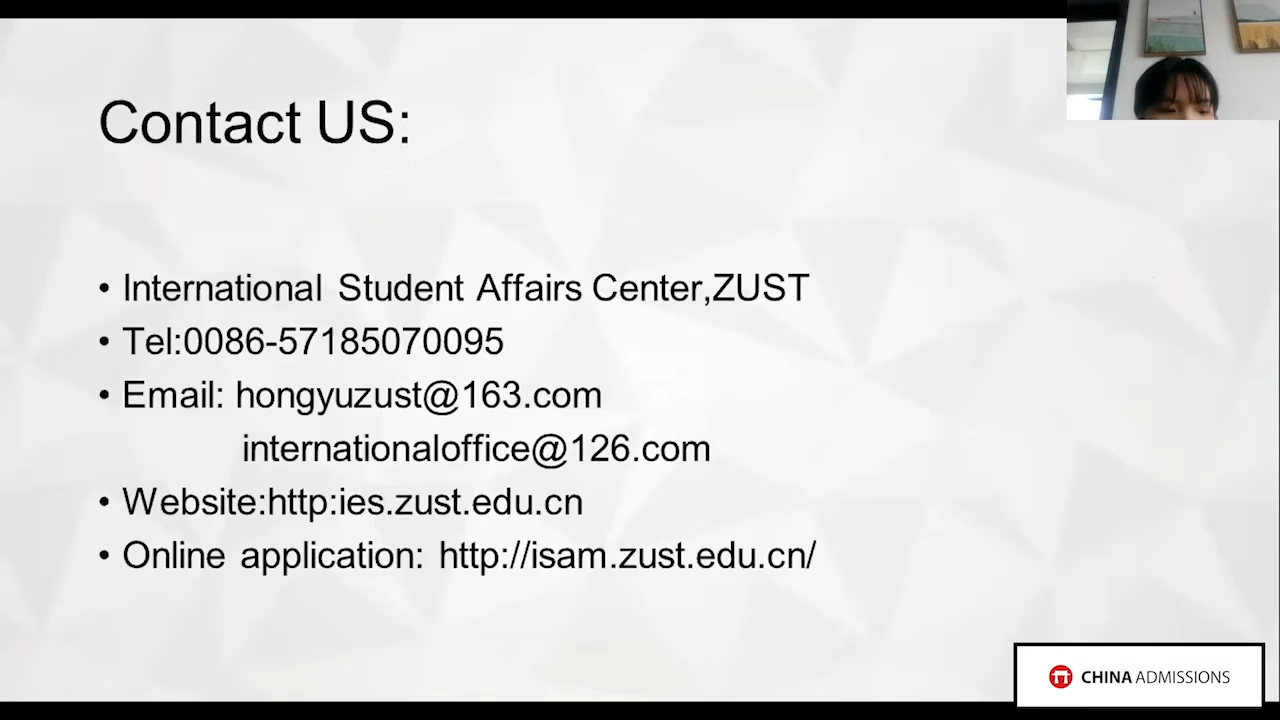 Contact US:
• International Student Affairs Center,ZUST
• Tel:0086-57185070095
• Email: hongyuzust@163.com
internationaloffice@126.com
• Website:http:ies.zust.edu.cn
• Online application: http://isam.zust.edu.cn/
CHINA ADMISSIONS